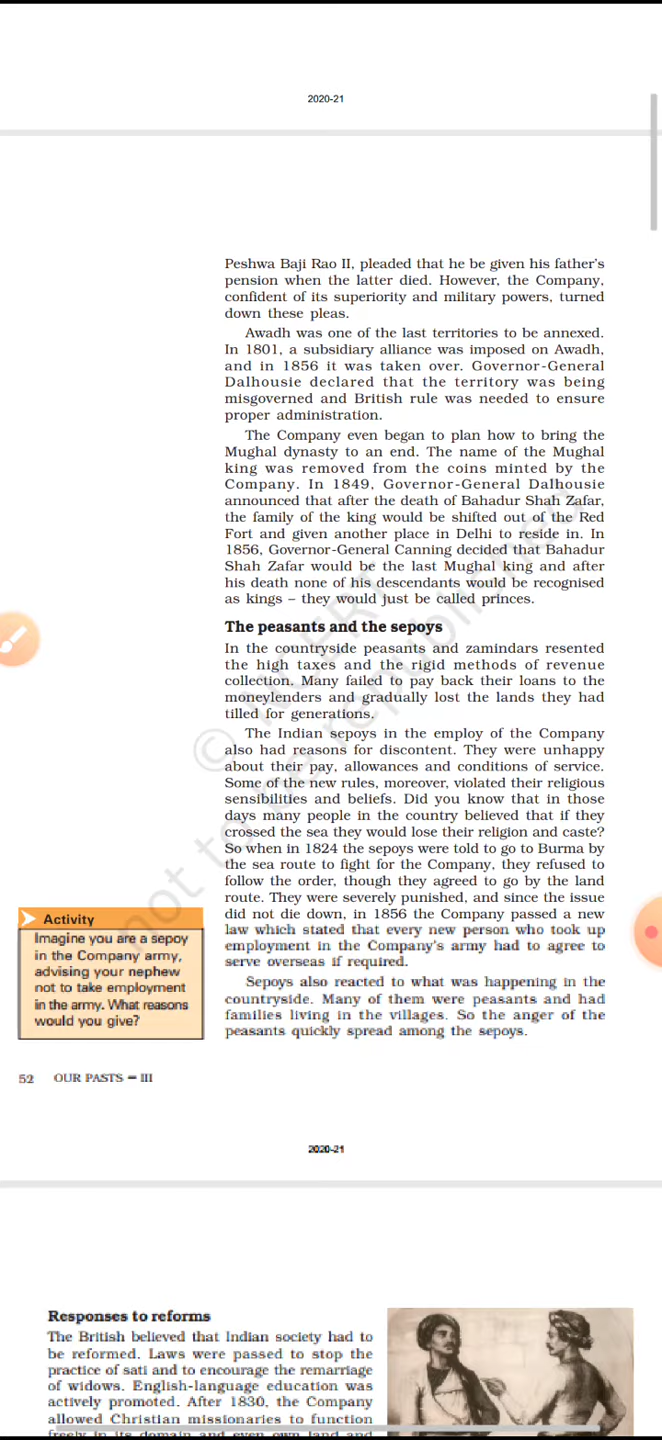 2020-21
Peshwa Baji Rao II, pleaded that he be given his father's
pension when the latter died. However, the Company,
confident of its superiority and military powers, turned
down these pleas.
Awadh was one of the last territories to be annexed.
In 1801, a subsidiary alliance was imposed on Awadh,
and in 1856 it was taken over. Governor-General
Dalhousie declared that the territory was being
misgoverned and British rule was needed to ensure
proper administration.
The Company even began to plan how to bring the
Mughal dynasty to an end. The name of the Mughal
king was removed from the coins minted by the
Company. In 1849, Governor-General Dalhousie
announced that after the death of Bahadur Shah Zafar,
the family of the king would be shifted out of the Red
Fort and given another place in Delhi to reside in. In
1856, Governor-General Canning decided that Bahadur
Shah Zafar would be the last Mughal king and after
his death none of his descendants would be recognised
as kings – they would just be called princes.
The peasants and the sepoys
In the countryside peasants and zamindars resented
the high taxes and the rigid methods of revenue
collection. Many failed to pay back their loans to the
moneylenders and gradually lost the lands they had
tilled for generations.
The Indian sepoys in the employ of the Company
also had reasons for discontent. They were unhappy
about their pay, allowances and conditions of service.
Some of the new rules, moreover, violated their religious
sensibilities and beliefs. Did you know that in those
days many people in the country believed that if they
crossed the sea they would lose their religion and caste?
So when in 1824 the sepoys were told to go to Burma by
the sea route to fight for the Company, they refused to
follow the order, though they agreed to go by the land
route. They were severely punished, and since the issue
did not die down, in 1856 the Company passed a new
law which stated that every new person who took up
employment in the Company's army had to agree to
serve overseas if required.
Sepoys also reacted to what was happening in the
countryside. Many of them were peasants and had
families living in the villages. So the anger of the
peasants quickly spread among the sepoys.
Activity
Imagine you are a sepoy
in the Company army,
advising your nephew
not to take employment
in the army. What reasons
would you give?
© NCERT
not to be republished
52 OUR PASTS – III
2020-21
Responses to reforms
The British believed that Indian society had to
be reformed. Laws were passed to stop the
practice of sati and to encourage the remarriage
of widows. English-language education was
actively promoted. After 1830, the Company
allowed Christian missionaries to function
freely in its domain and even own land and